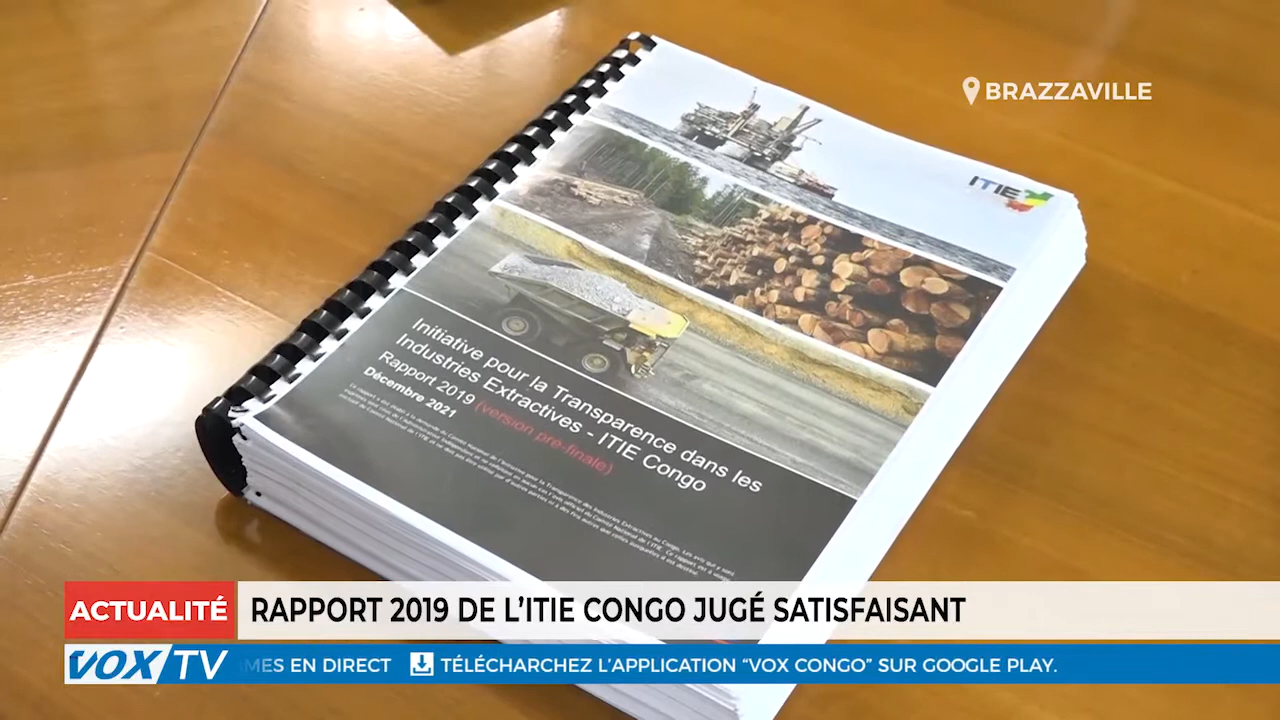 BRAZZAVILLE
ITIE
Initiative pour la Transparence dans les
Industries Extractives - ITIE Congo
Rapport 2019 (version pré-finale)
Décembre 2021
ACTUALITÉ
RAPPORT 2019 DE L'ITIE CONGO JUGÉ SATISFAISANT
VOX TV
EN DIRECT TÉLÉCHARCHEZ L'APPLICATION "VOX CONGO" SUR GOOGLE PLAY.